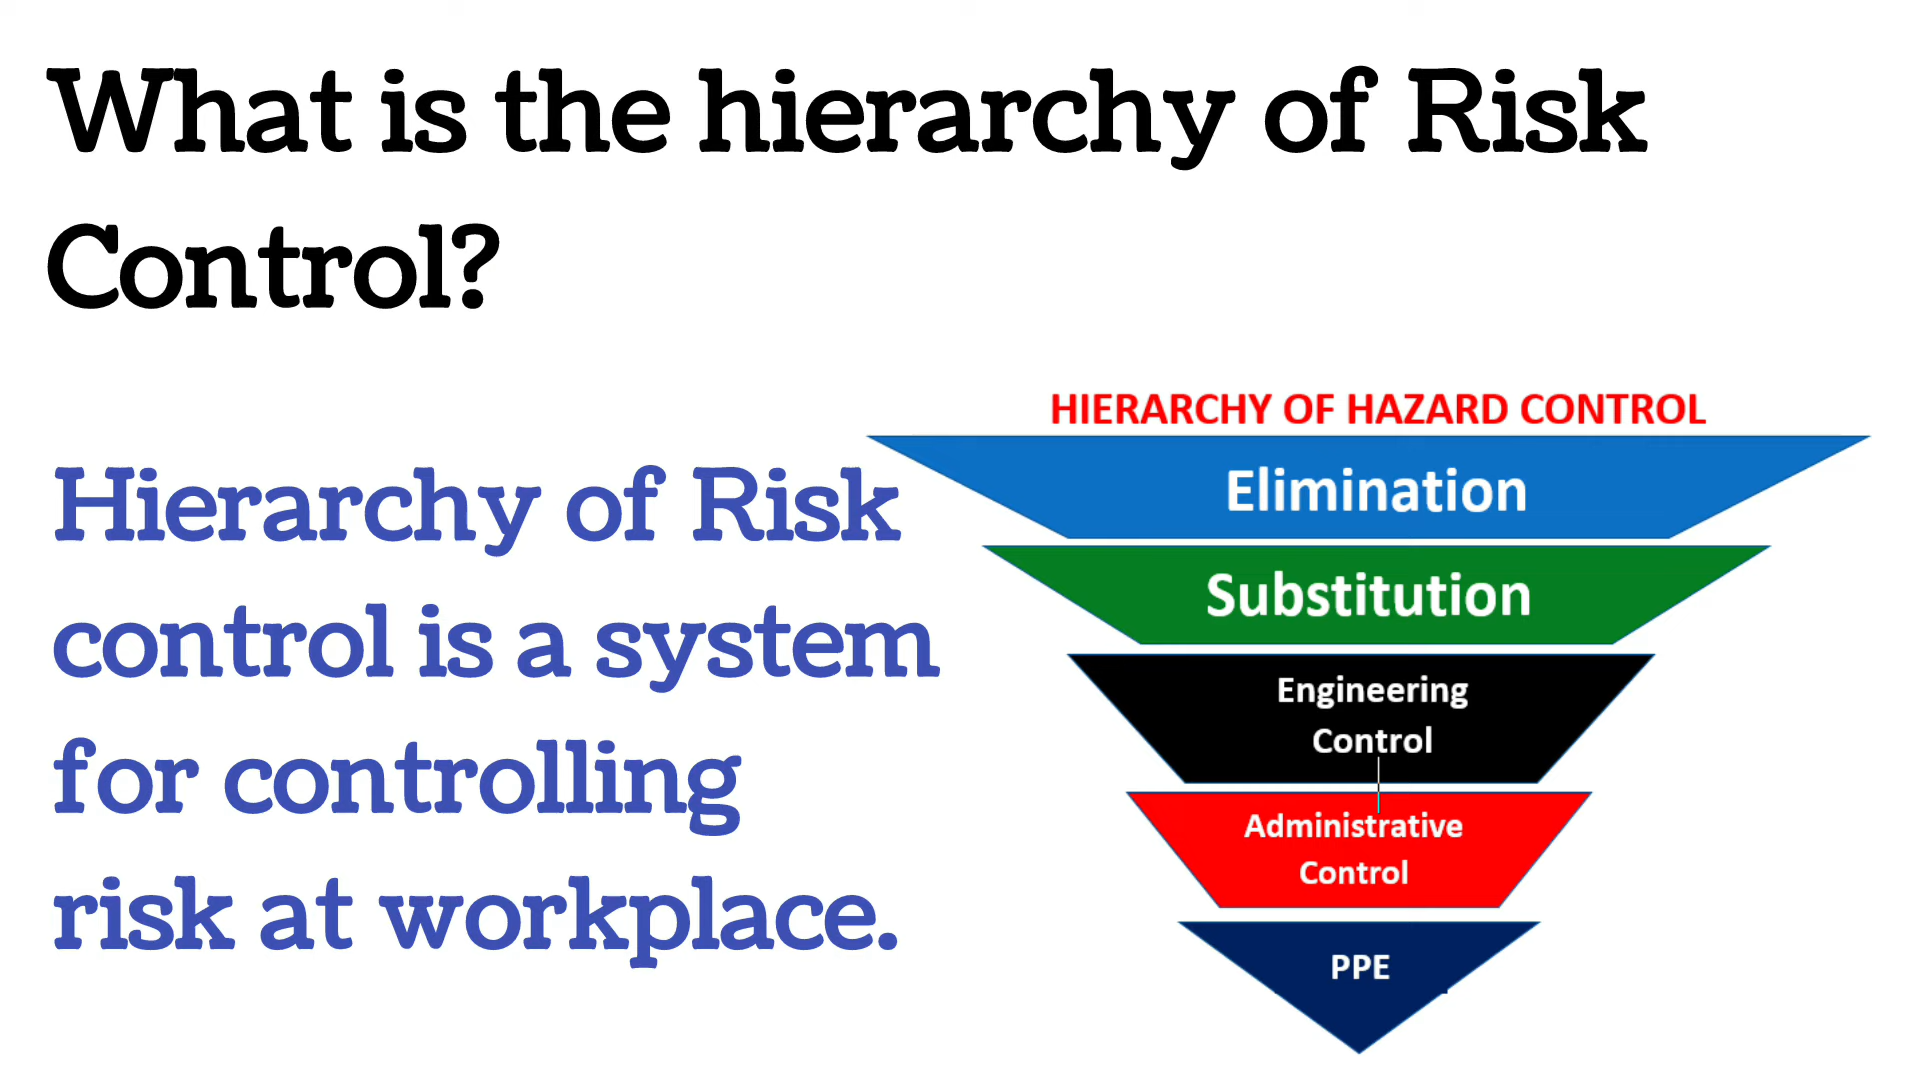 What is the hierarchy of Risk
Control?
Hierarchy of Risk
control is a system
for controlling
risk at workplace.
HIERARCHY OF HAZARD CONTROL
Elimination
Substitution
Engineering
Control
Administrative
Control
PPE